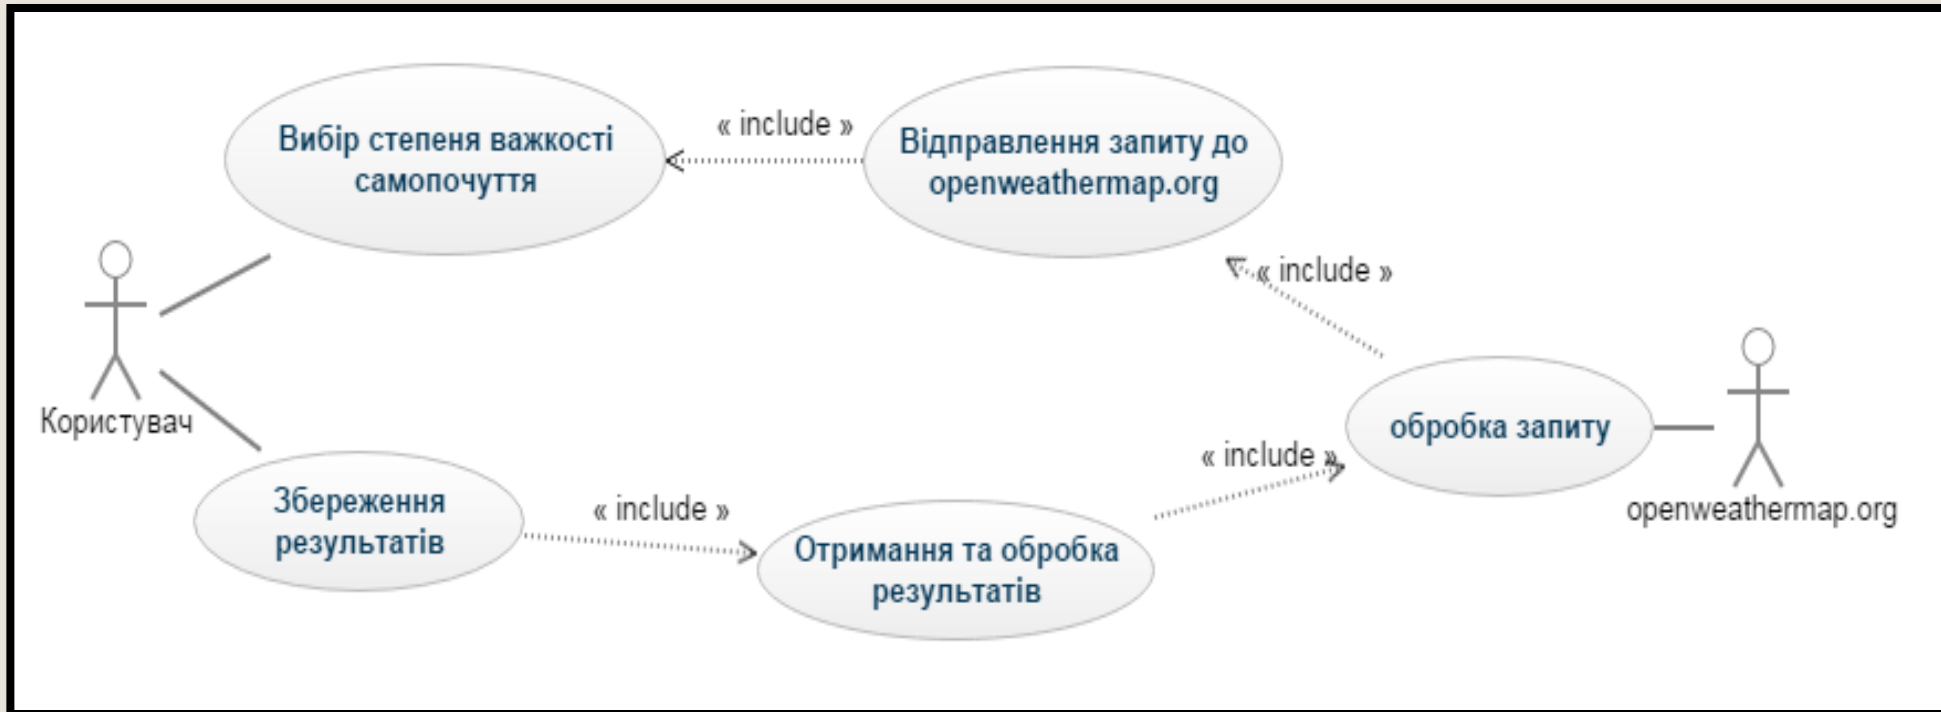 Вибір степеня важкості
самопочуття
« include »
Відправлення запиту до
openweathermap.org
« include »
Користувач
обробка запиту
openweathermap.org
« include »
Збереження
результатів
« include »
Отримання та обробка
результатів